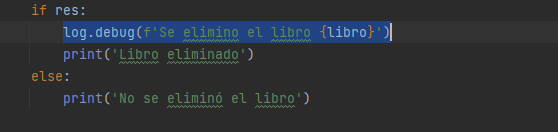 if res:
log.debug(f'Se elimino el libro {libro}')
print('Libro eliminado')
else:
print('No se eliminó el libro')